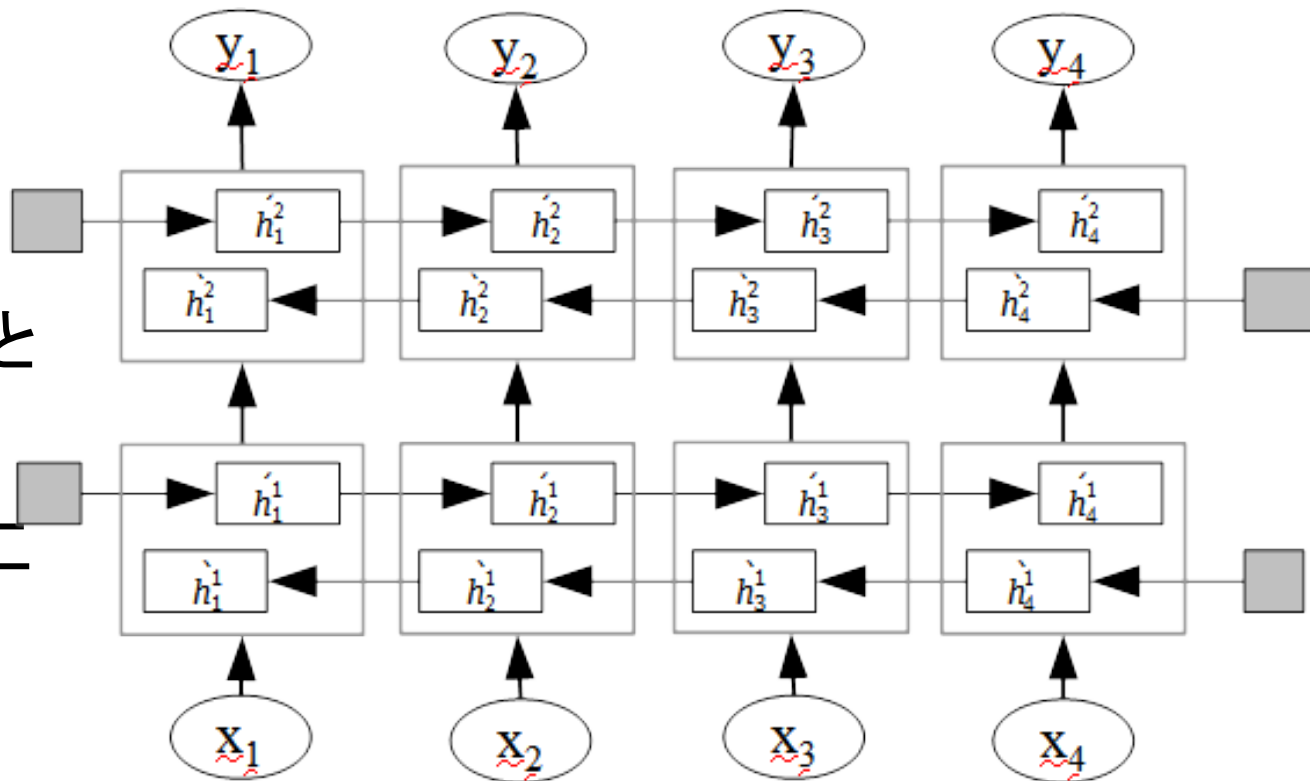 y₁ y₂ y₃ y₄
h́₁² h́₂² h́₃² h́₄²
h̀₁² h̀₂² h̀₃² h̀₄²
と
h́₁¹ h́₂¹ h́₃¹ h́₄¹
h̀₁¹ h̀₂¹ h̀₃¹ h̀₄¹
x₁ x₂ x₃ x₄